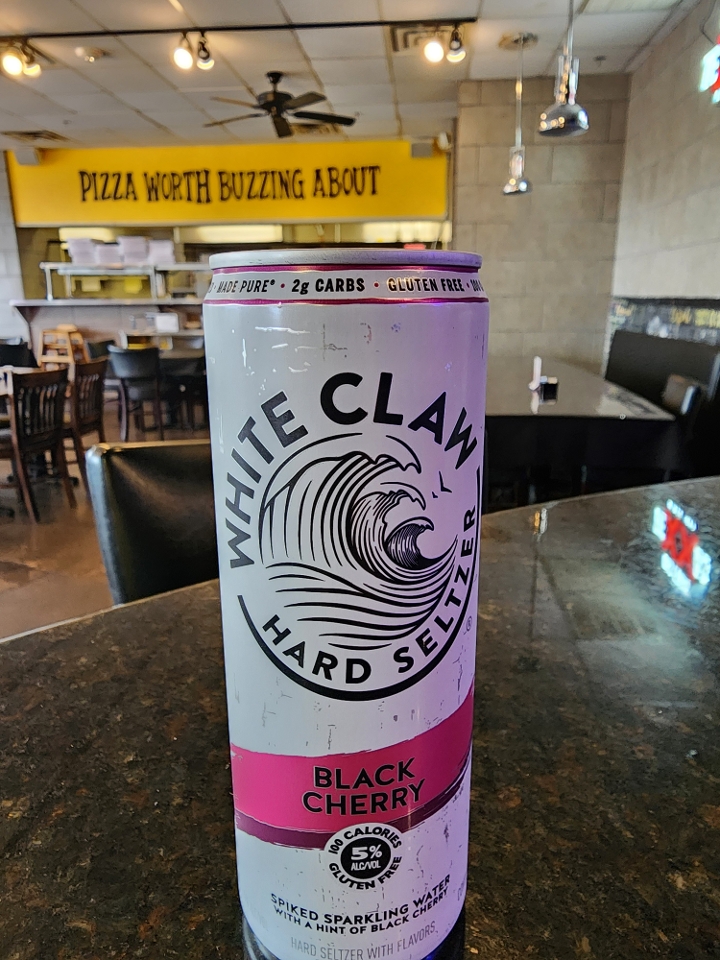 PIZZA WORTH BUZZING ABOUT
MADE PURE* • 2g CARBS • GLUTEN FREE •
WHITE CLAW
HARD SELTZER
®
BLACK
CHERRY
100 CALORIES
5%
ALC/VOL
GLUTEN FREE
SPIKED SPARKLING WATER
WITH A HINT OF BLACK CHERRY
HARD SELTZER WITH FLAVORS.